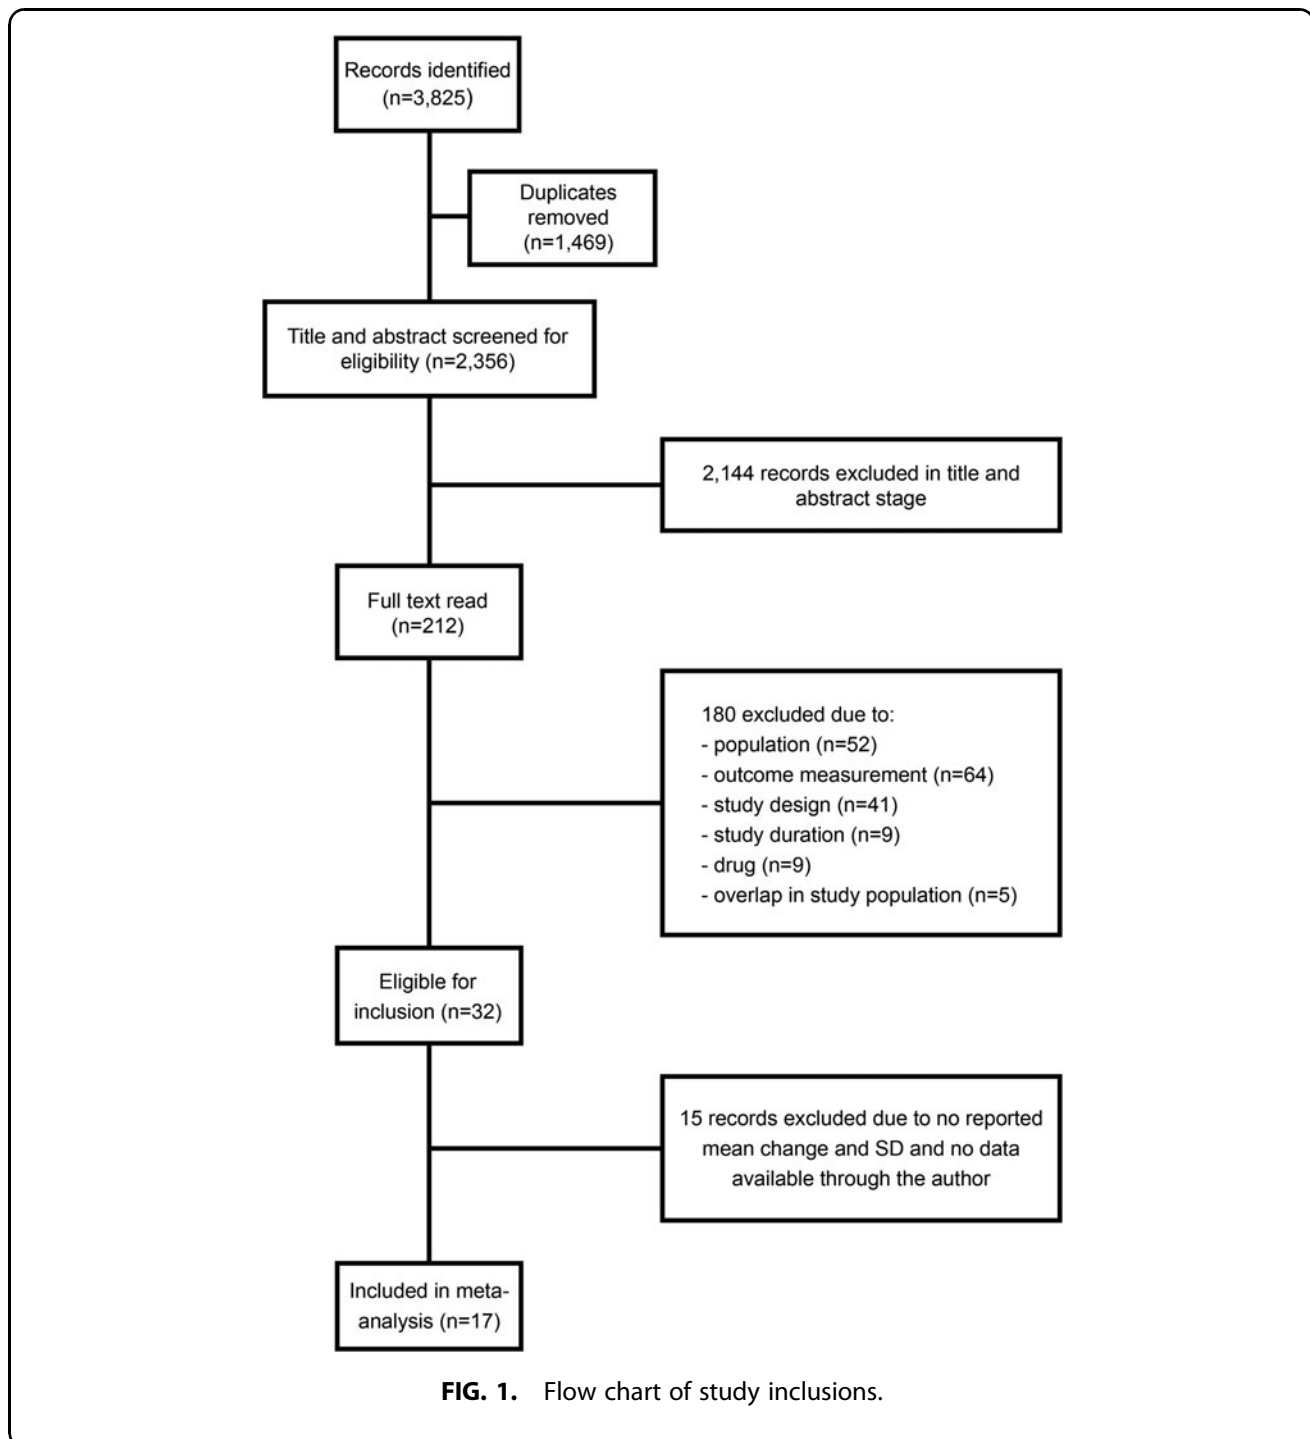 Records identified
(n=3,825)
Duplicates
removed
(n=1,469)
Title and abstract screened for
eligibility (n=2,356)
2,144 records excluded in title and
abstract stage
Full text read
(n=212)
180 excluded due to:
- population (n=52)
- outcome measurement (n=64)
- study design (n=41)
- study duration (n=9)
- drug (n=9)
- overlap in study population (n=5)
Eligible for
inclusion (n=32)
15 records excluded due to no reported
mean change and SD and no data
available through the author
Included in meta-
analysis (n=17)
FIG. 1. Flow chart of study inclusions.